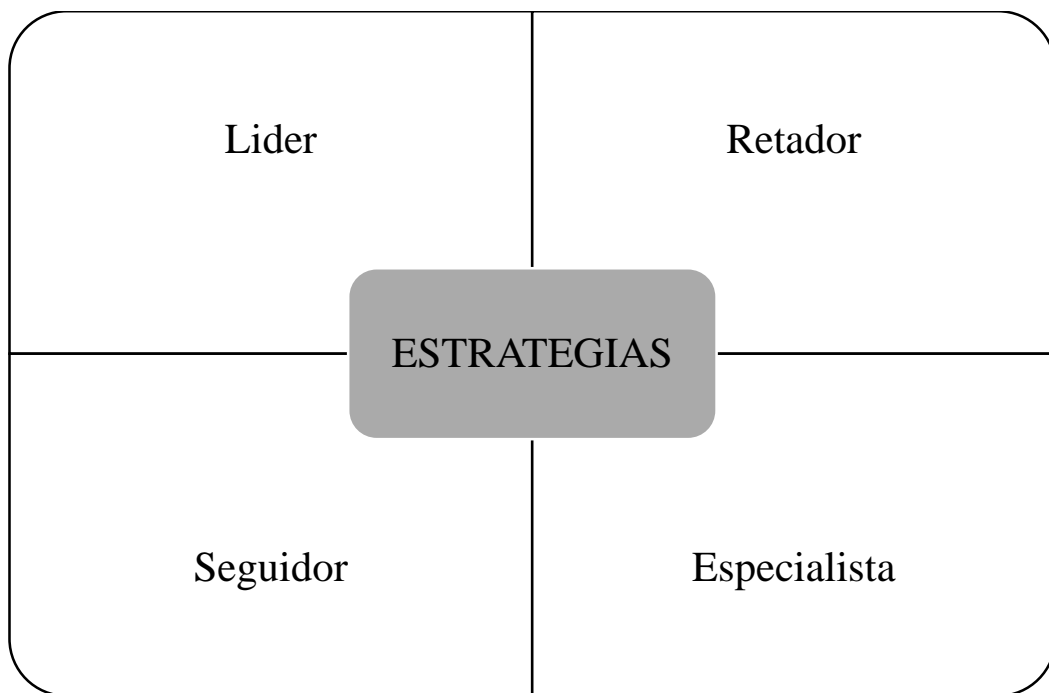 Lider
Retador
ESTRATEGIAS
Seguidor
Especialista